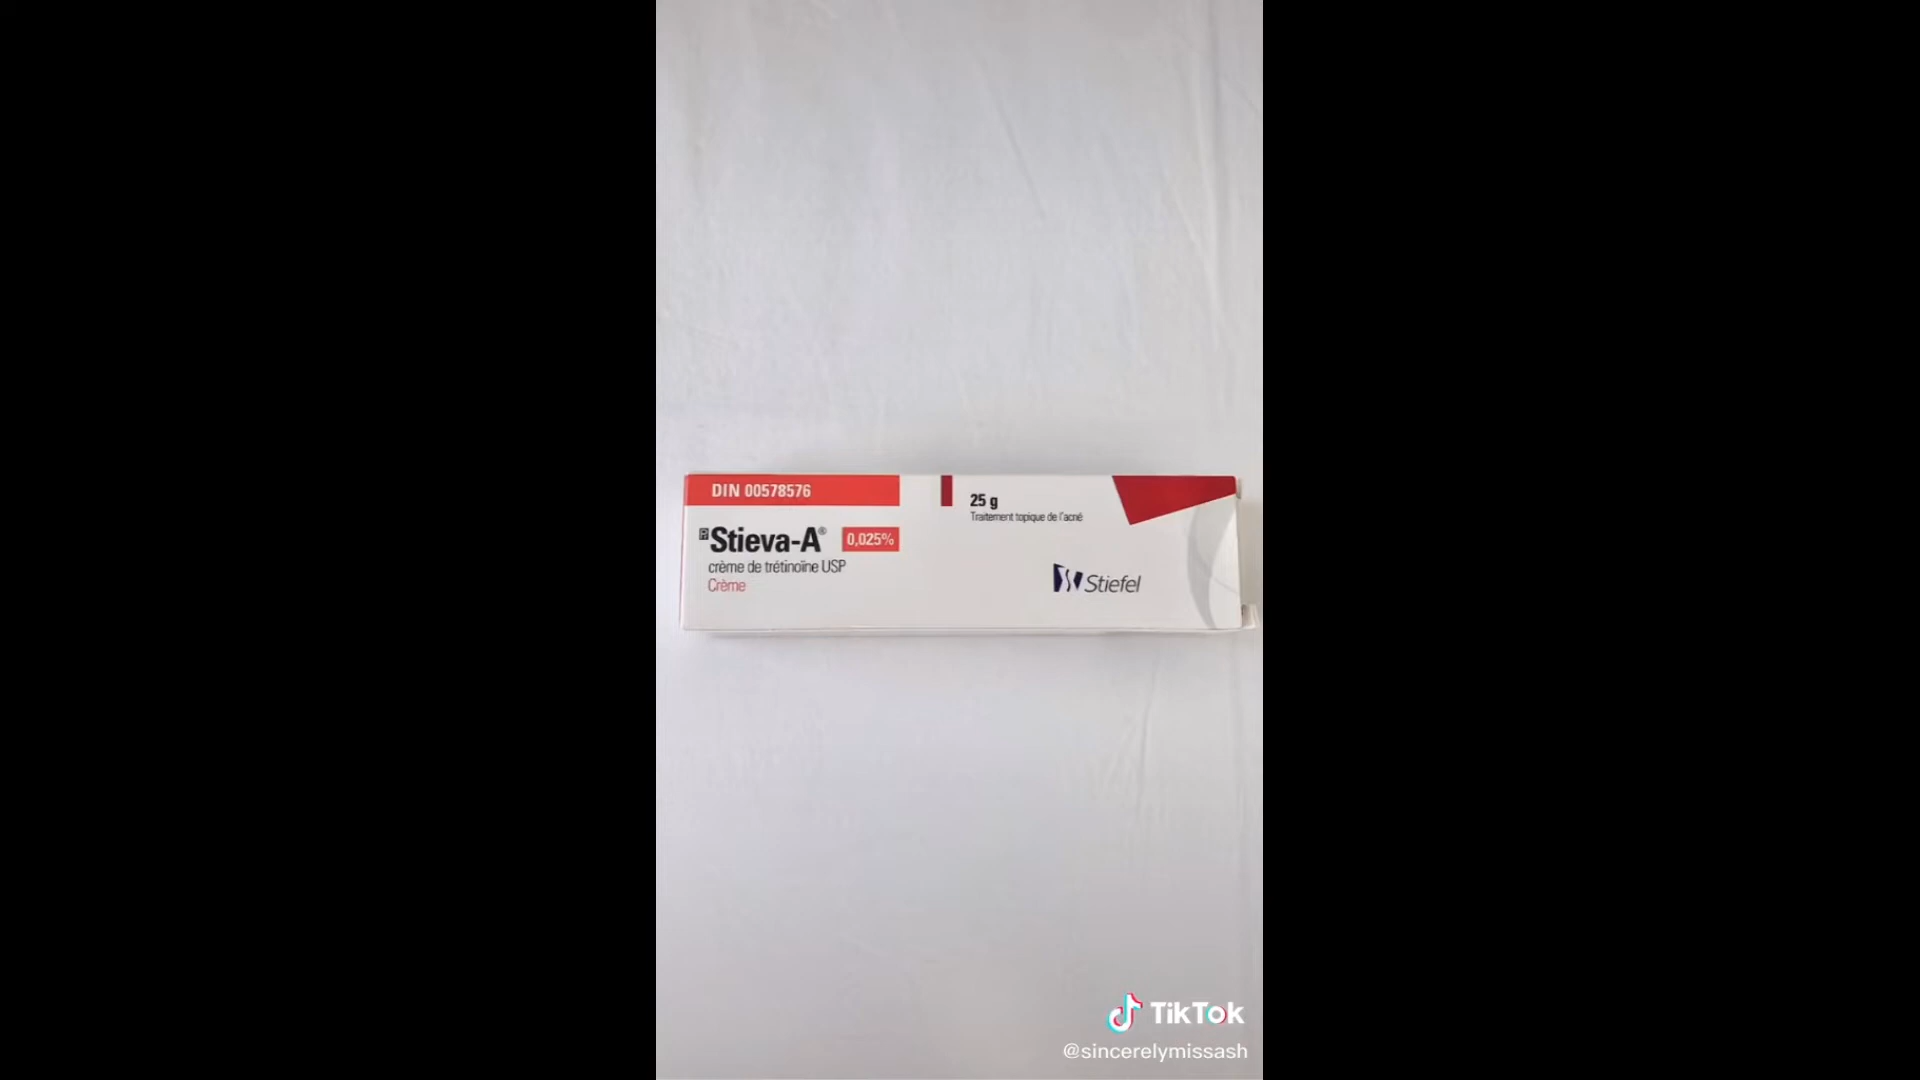 DIN 00578576
25 g
Traitement topique de l'acné
Stieva-A® 0,025%
crème de trétinoïne USP
Crème
Stiefel
TikTok
@sincerelymissash